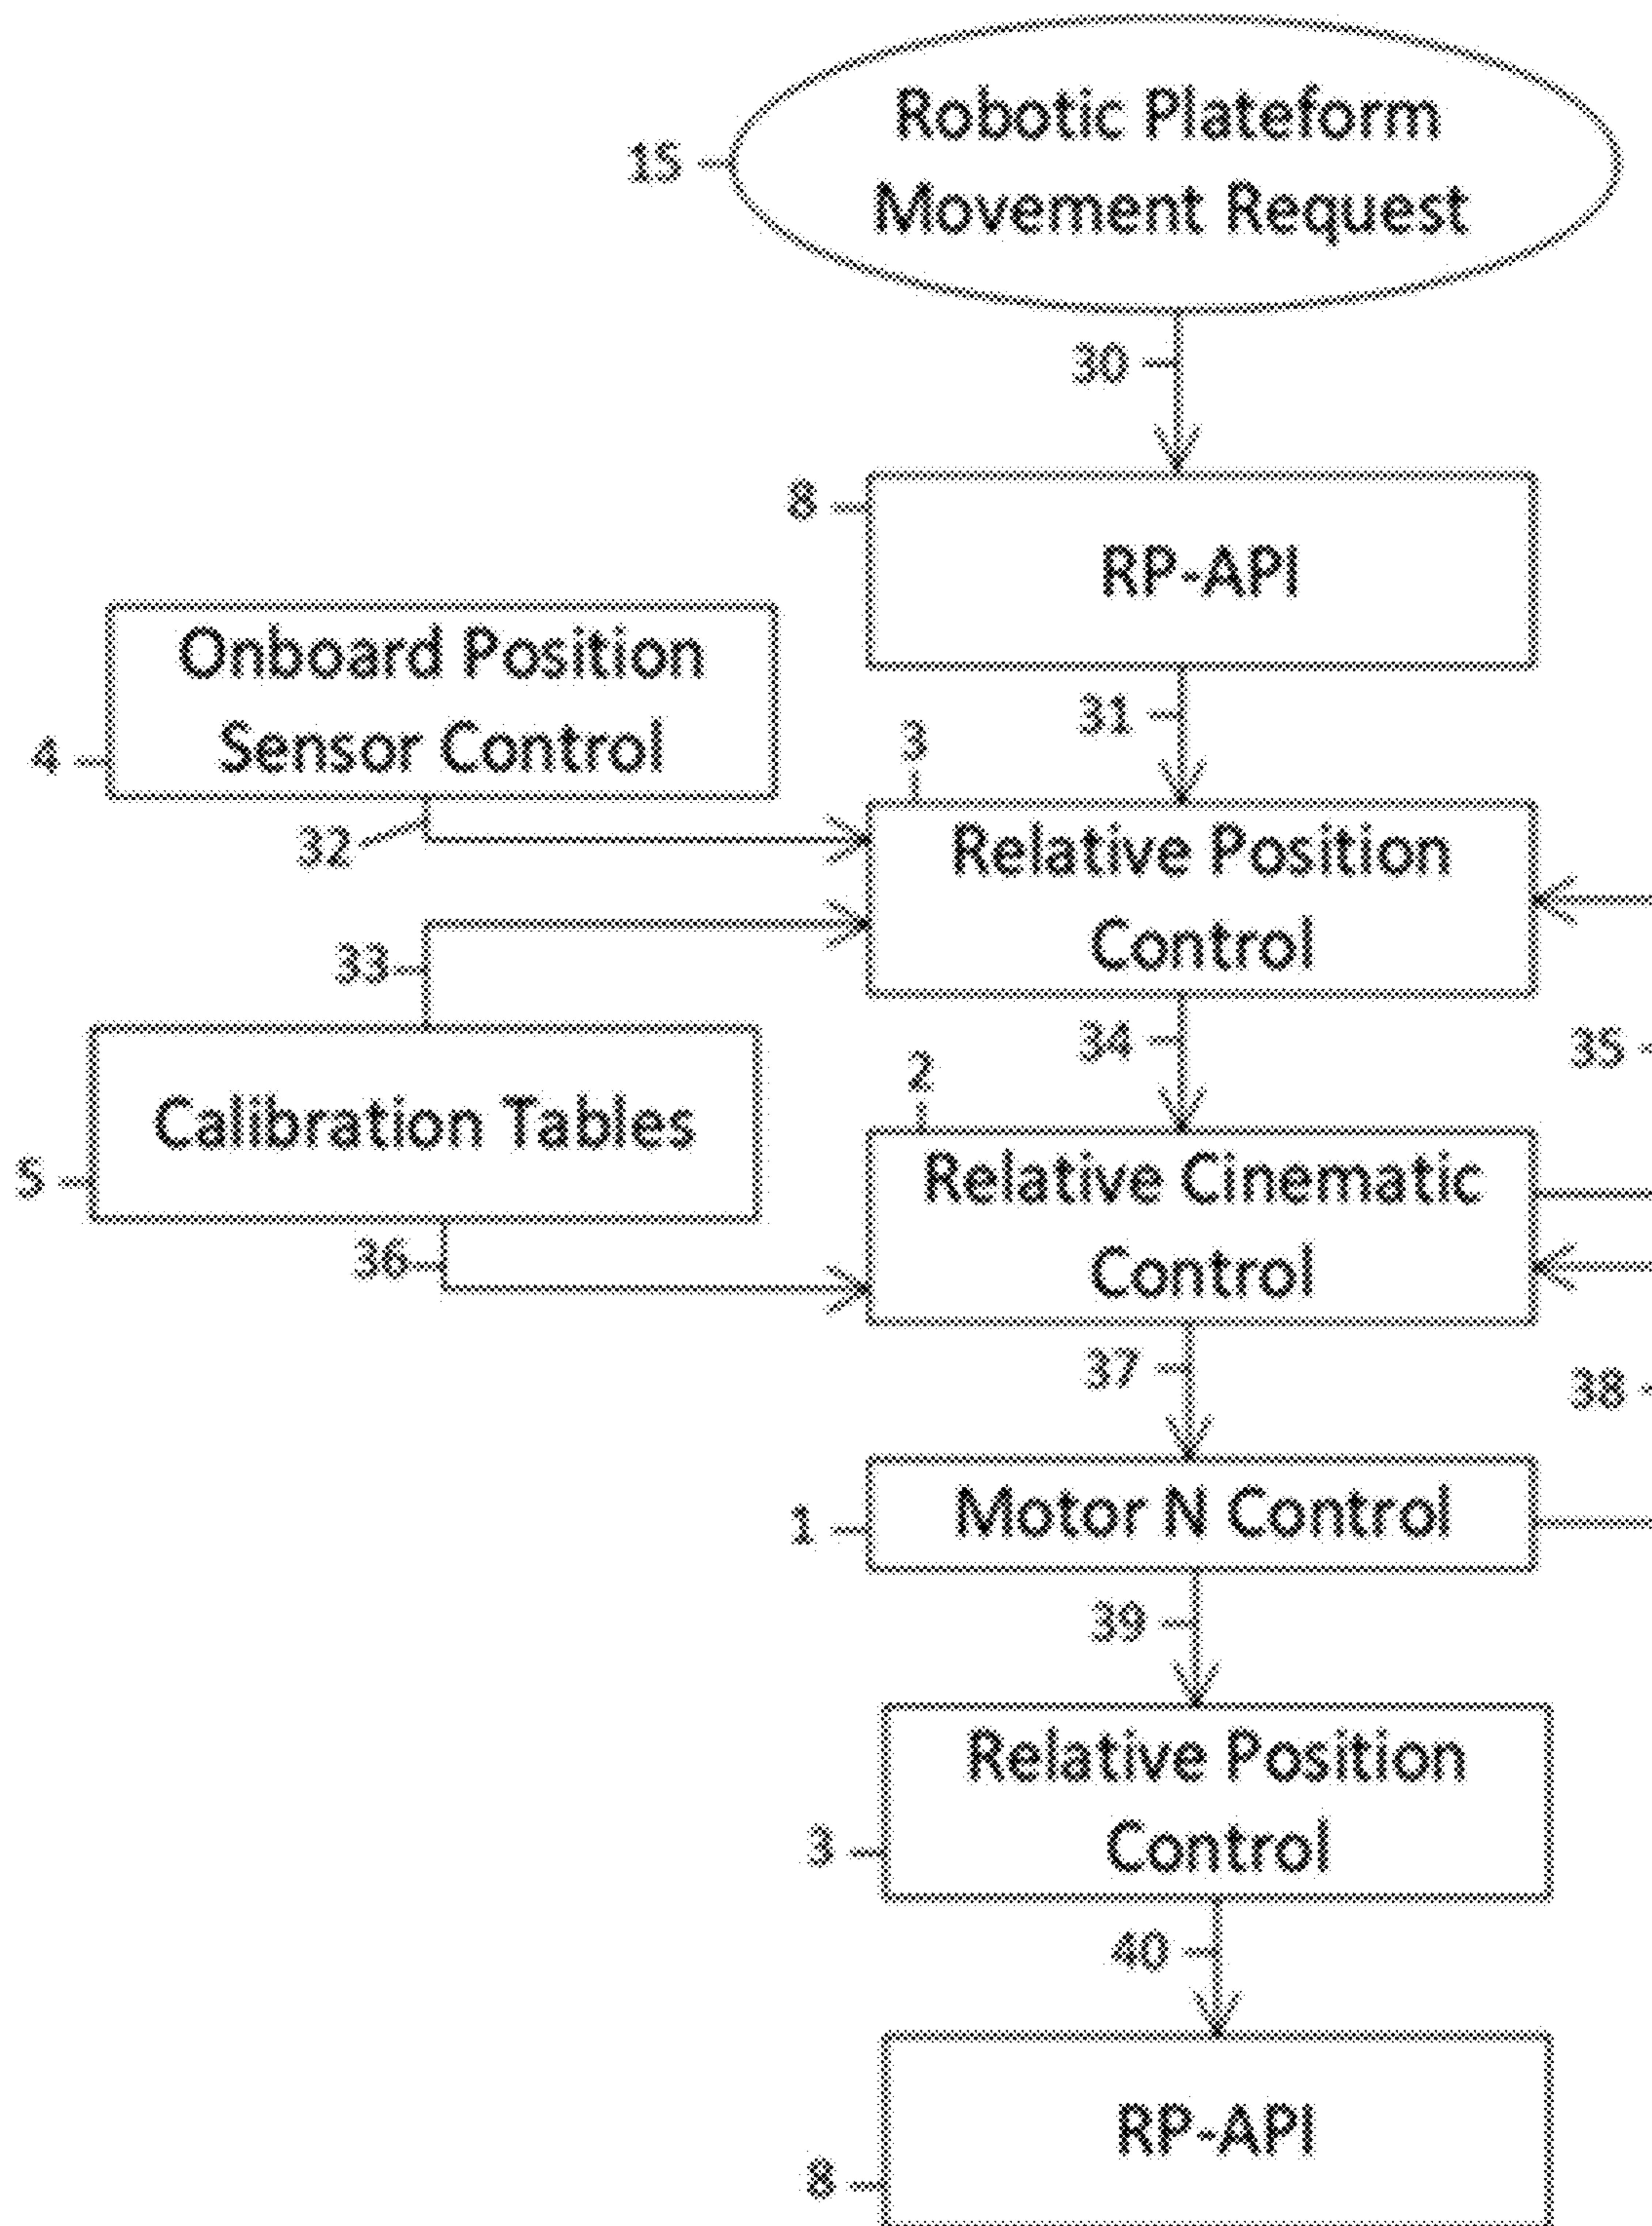 Robotic Plateform
Movement Request
15
30
8
RP-API
Onboard Position
Sensor Control
4
31
3
32
Relative Position
Control
33
34
35
2
Calibration Tables
5
Relative Cinematic
Control
36
37
38
Motor N Control
1
39
Relative Position
Control
3
40
RP-API
8